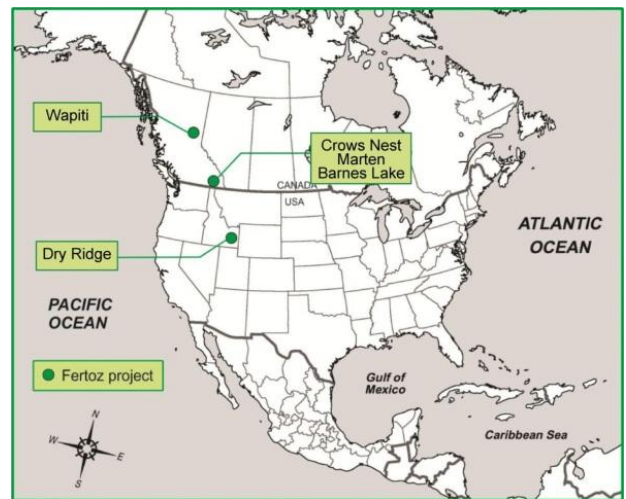 Wapiti
Crows Nest
Marten
Barnes Lake
CANADA
USA
Dry Ridge
ATLANTIC
OCEAN
PACIFIC
OCEAN
Fertoz project
Gulf of
Mexico
Caribbean Sea
N
W
E
S